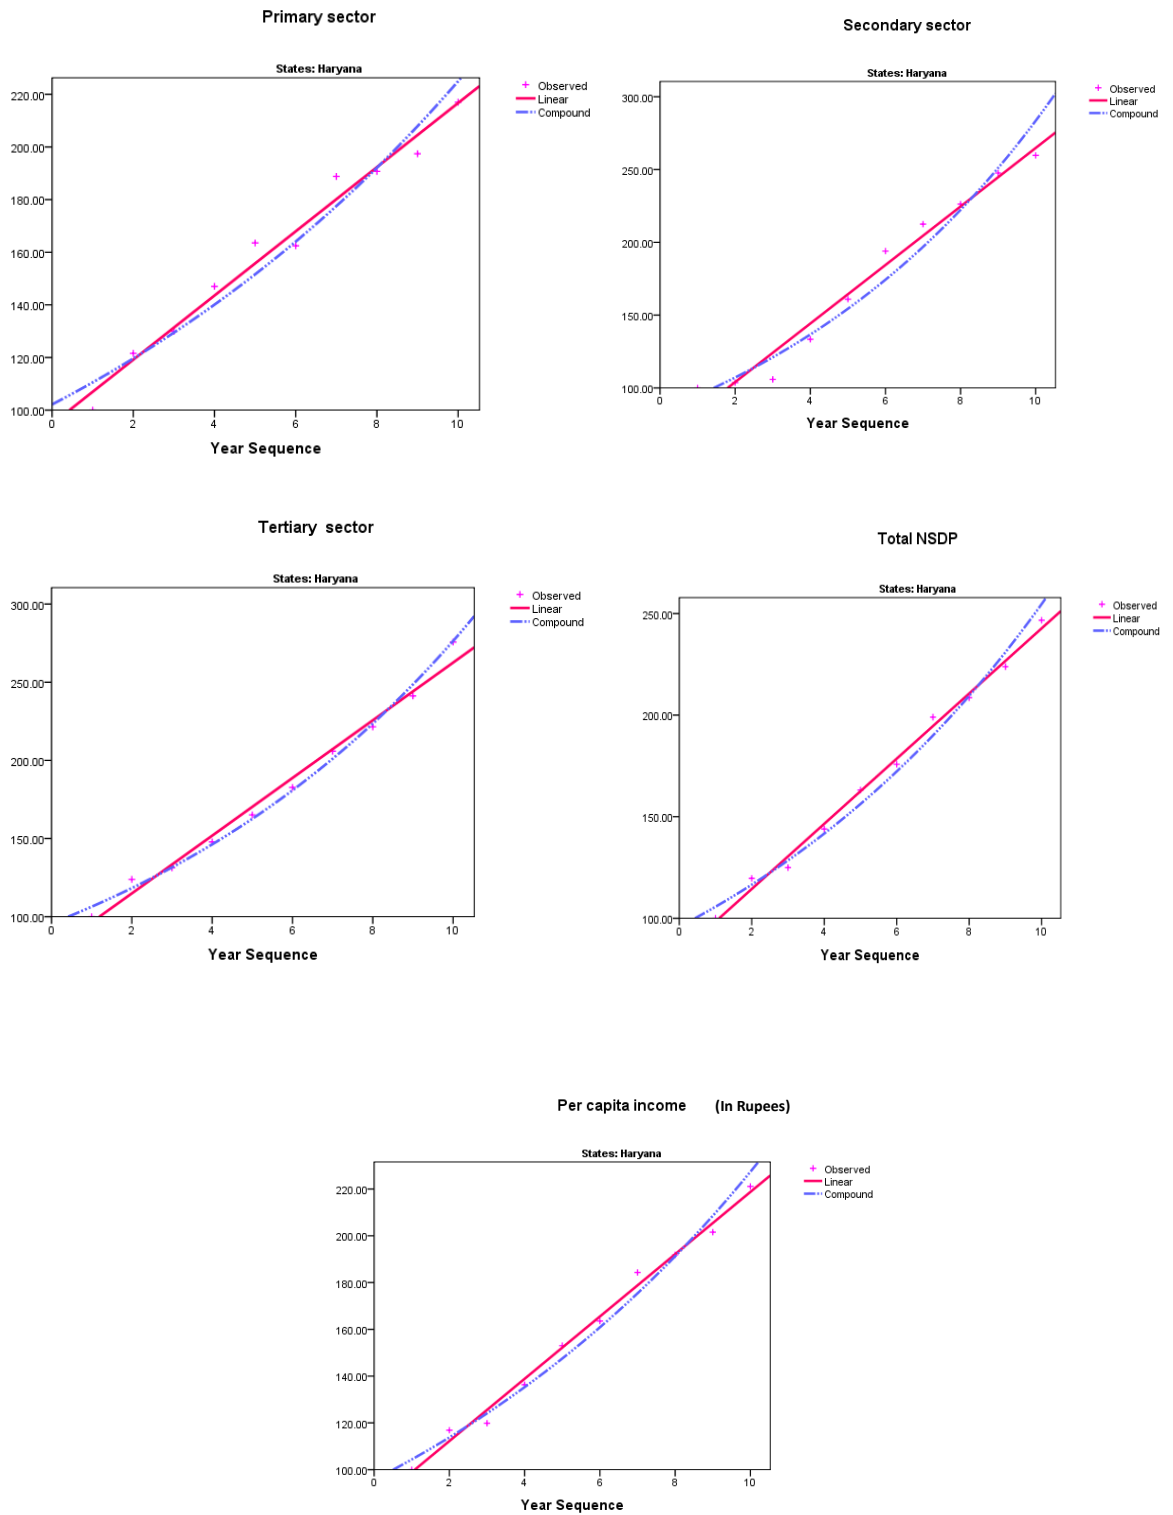 Primary sector
States: Haryana
220.00
200.00
180.00
160.00
140.00
120.00
100.00
0 2 4 6 8 10
Year Sequence
Observed
Linear
Compound
Secondary sector
States: Haryana
300.00
250.00
200.00
150.00
100.00
0 2 4 6 8 10
Year Sequence
Observed
Linear
Compound
Tertiary sector
States: Haryana
300.00
250.00
200.00
150.00
100.00
0 2 4 6 8 10
Year Sequence
Observed
Linear
Compound
Total NSDP
States: Haryana
250.00
200.00
150.00
100.00
0 2 4 6 8 10
Year Sequence
Observed
Linear
Compound
Per capita income (In Rupees)
States: Haryana
220.00
200.00
180.00
160.00
140.00
120.00
100.00
0 2 4 6 8 10
Year Sequence
Observed
Linear
Compound